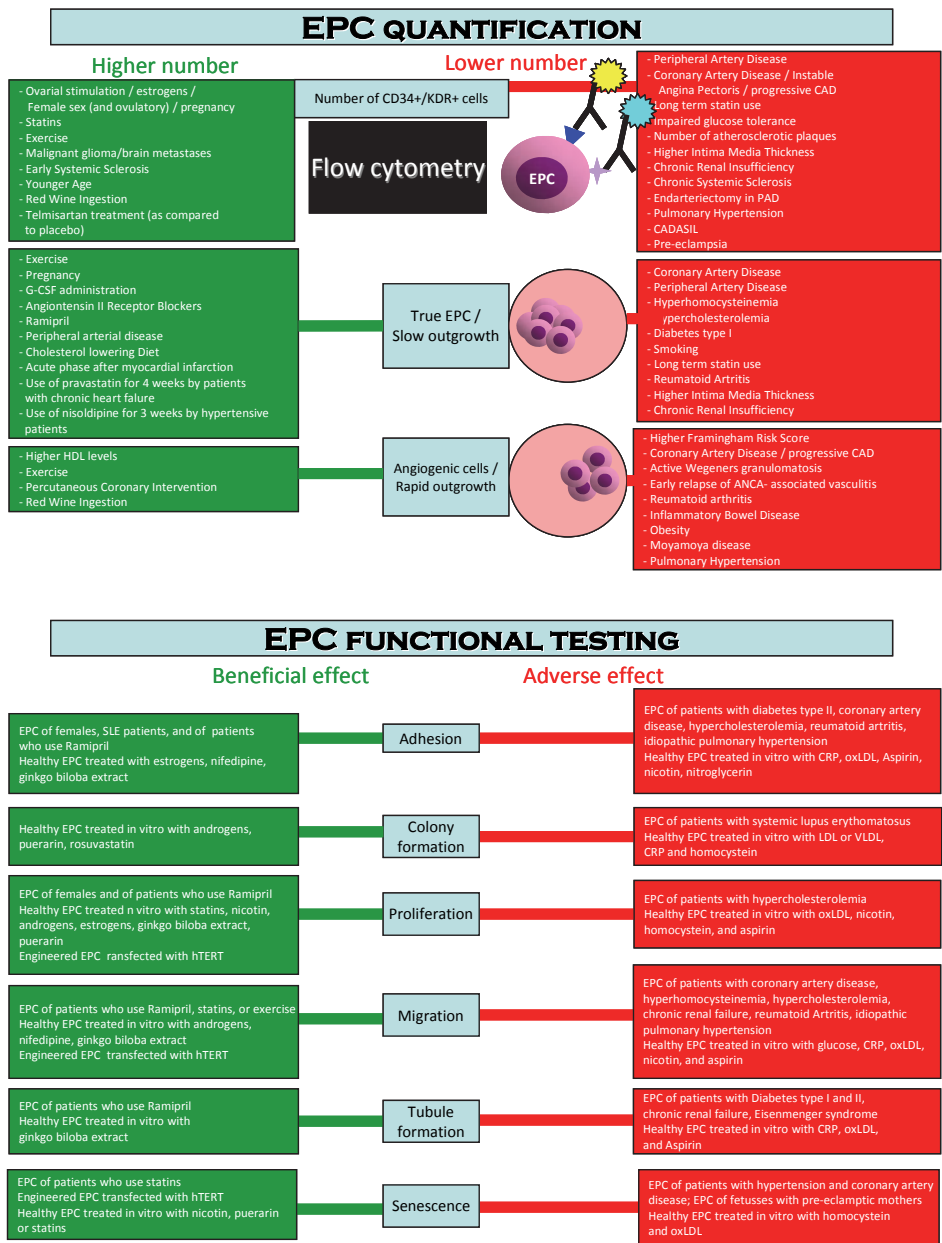 EPC QUANTIFICATION
Higher number
Lower number
- Ovarial stimulation / estrogens /
Female sex (and ovulatory) / pregnancy
- Statins
- Exercise
- Malignant glioma/brain metastases
- Early Systemic Sclerosis
- Younger Age
- Red Wine Ingestion
- Telmisartan treatment (as compared
to placebo)
Number of CD34+/KDR+ cells
Flow cytometry
EPC
- Peripheral Artery Disease
- Coronary Artery Disease / Instable
Angina Pectoris / progressive CAD
Long term statin use
Impaired glucose tolerance
- Number of atherosclerotic plaques
- Higher Intima Media Thickness
- Chronic Renal Insufficiency
- Chronic Systemic Sclerosis
- Endarteriectomy in PAD
- Pulmonary Hypertension
- CADASIL
- Pre-eclampsia
- Exercise
- Pregnancy
- G-CSF administration
- Angiontensin II Receptor Blockers
- Ramipril
- Peripheral arterial disease
- Cholesterol lowering Diet
- Acute phase after myocardial infarction
- Use of pravastatin for 4 weeks by patients
with chronic heart falure
- Use of nisoldipine for 3 weeks by hypertensive
patients
True EPC /
Slow outgrowth
- Coronary Artery Disease
- Peripheral Artery Disease
- Hyperhomocysteinemia
ypercholesterolemia
- Diabetes type I
- Smoking
- Long term statin use
- Reumatoid Artritis
- Higher Intima Media Thickness
- Chronic Renal Insufficiency
- Higher HDL levels
- Exercise
- Percutaneous Coronary Intervention
- Red Wine Ingestion
Angiogenic cells /
Rapid outgrowth
- Higher Framingham Risk Score
- Coronary Artery Disease / progressive CAD
- Active Wegeners granulomatosis
- Early relapse of ANCA- associated vasculitis
- Reumatoid arthritis
- Inflammatory Bowel Disease
- Obesity
- Moyamoya disease
- Pulmonary Hypertension
EPC FUNCTIONAL TESTING
Beneficial effect
Adverse effect
EPC of females, SLE patients, and of patients
who use Ramipril
Healthy EPC treated with estrogens, nifedipine,
ginkgo biloba extract
Adhesion
EPC of patients with diabetes type II, coronary artery
disease, hypercholesterolemia, reumatoid artritis,
idiopathic pulmonary hypertension
Healthy EPC treated in vitro with CRP, oxLDL, Aspirin,
nicotin, nitroglycerin
Healthy EPC treated in vitro with androgens,
puerarin, rosuvastatin
Colony
formation
EPC of patients with systemic lupus erythomatosus
Healthy EPC treated in vitro with LDL or VLDL,
CRP and homocystein
EPC of females and of patients who use Ramipril
Healthy EPC treated n vitro with statins, nicotin,
androgens, estrogens, ginkgo biloba extract,
puerarin
Engineered EPC ransfected with hTERT
Proliferation
EPC of patients with hypercholesterolemia
Healthy EPC treated in vitro with oxLDL, nicotin,
homocystein, and aspirin
EPC of patients who use Ramipril, statins, or exercise
Healthy EPC treated in vitro with androgens,
nifedipine, ginkgo biloba extract
Engineered EPC transfected with hTERT
Migration
EPC of patients with coronary artery disease,
hyperhomocysteinemia, hypercholesterolemia,
chronic renal failure, reumatoid Artritis, idiopathic
pulmonary hypertension
Healthy EPC treated in vitro with glucose, CRP, oxLDL,
nicotin, and aspirin
EPC of patients who use Ramipril
Healthy EPC treated in vitro with
ginkgo biloba extract
Tubule
formation
EPC of patients with Diabetes type I and II,
chronic renal failure, Eisenmenger syndrome
Healthy EPC treated in vitro with CRP, oxLDL,
and Aspirin
EPC of patients who use statins
Engineered EPC transfected with hTERT
Healthy EPC treated in vitro with nicotin, puerarin
or statins
Senescence
EPC of patients with hypertension and coronary artery
disease; EPC of fetusses with pre-eclamptic mothers
Healthy EPC treated in vitro with homocystein
and oxLDL